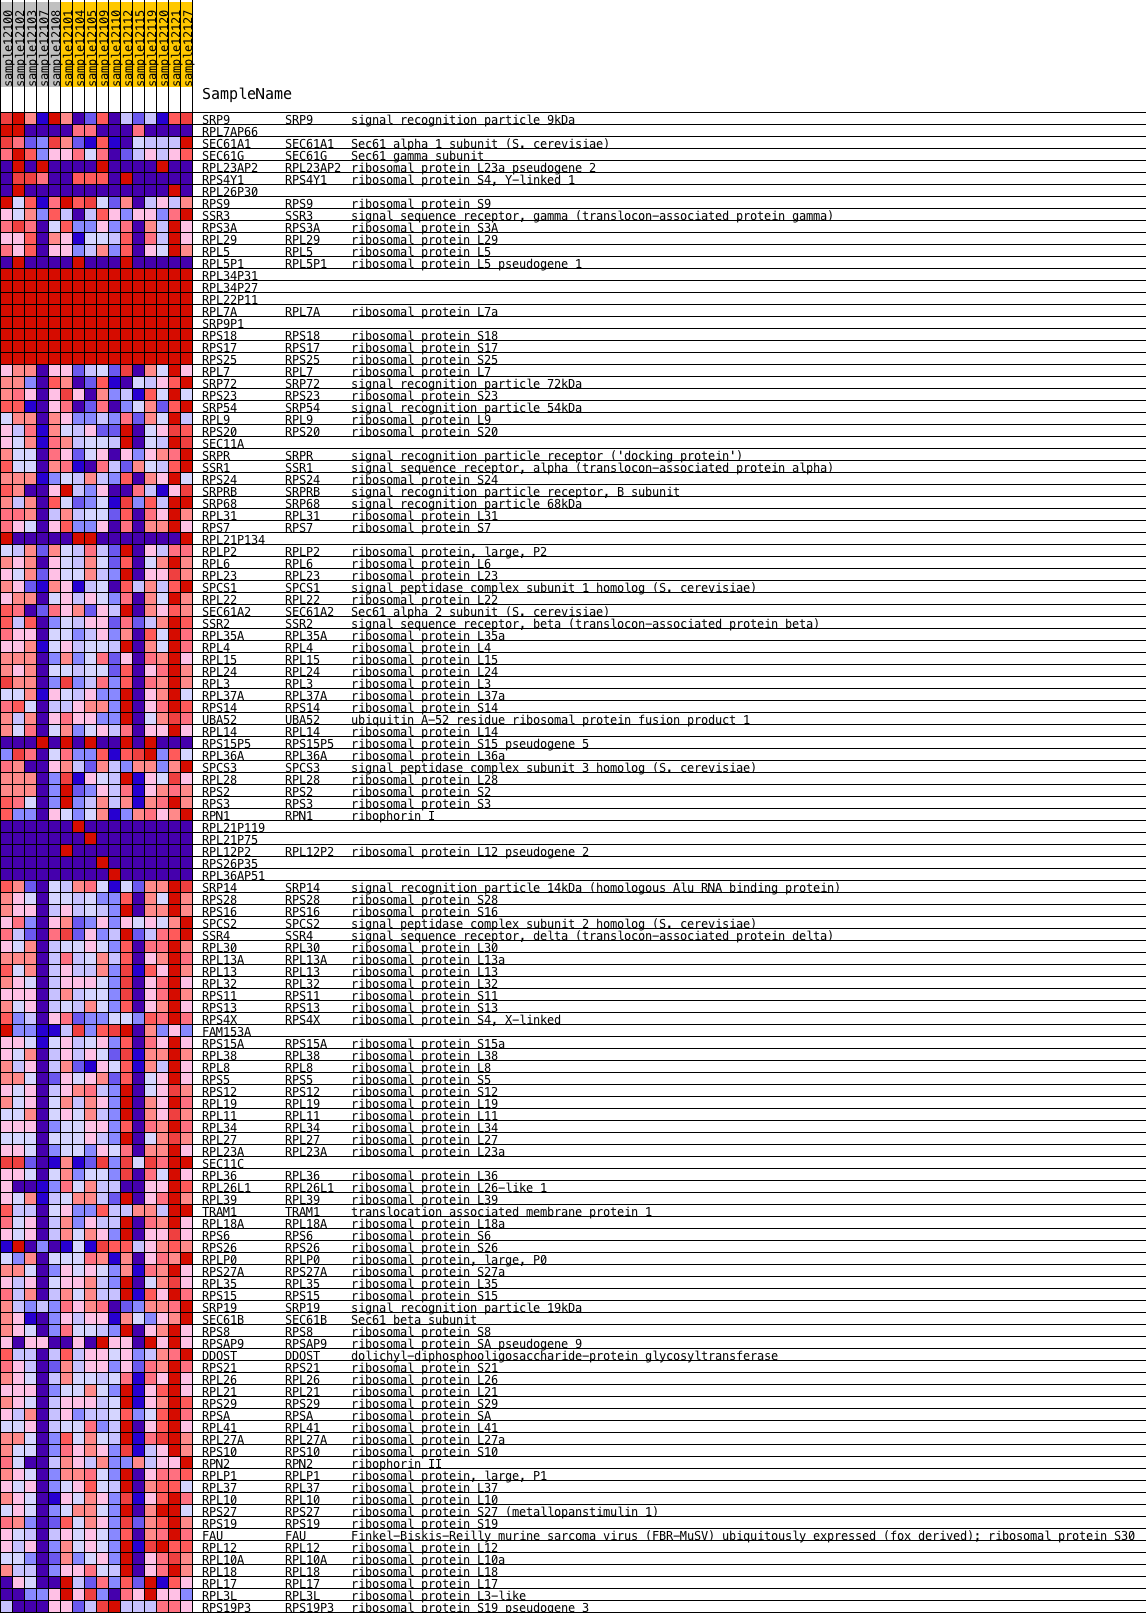 sample12100 sample12102 sample12103 sample12107 sample12108 sample12101 sample12104 sample12105 sample12109 sample12110 sample12112 sample12115 sample12119 sample12120 sample12121 sample12127
SampleName
SRP9 SRP9 signal recognition particle 9kDa
RPL7AP66
SEC61A1 SEC61A1 Sec61 alpha 1 subunit (S. cerevisiae)
SEC61G SEC61G Sec61 gamma subunit
RPL23AP2 RPL23AP2 ribosomal protein L23a pseudogene 2
RPS4Y1 RPS4Y1 ribosomal protein S4, Y-linked 1
RPL26P30
RPS9 RPS9 ribosomal protein S9
SSR3 SSR3 signal sequence receptor, gamma (translocon-associated protein gamma)
RPS3A RPS3A ribosomal protein S3A
RPL29 RPL29 ribosomal protein L29
RPL5 RPL5 ribosomal protein L5
RPL5P1 RPL5P1 ribosomal protein L5 pseudogene 1
RPL34P31
RPL34P27
RPL22P11
RPL7A RPL7A ribosomal protein L7a
SRP9P1
RPS18 RPS18 ribosomal protein S18
RPS17 RPS17 ribosomal protein S17
RPS25 RPS25 ribosomal protein S25
RPL7 RPL7 ribosomal protein L7
SRP72 SRP72 signal recognition particle 72kDa
RPS23 RPS23 ribosomal protein S23
SRP54 SRP54 signal recognition particle 54kDa
RPL9 RPL9 ribosomal protein L9
RPS20 RPS20 ribosomal protein S20
SEC11A
SRPR SRPR signal recognition particle receptor ('docking protein')
SSR1 SSR1 signal sequence receptor, alpha (translocon-associated protein alpha)
RPS24 RPS24 ribosomal protein S24
SRPRB SRPRB signal recognition particle receptor, B subunit
SRP68 SRP68 signal recognition particle 68kDa
RPL31 RPL31 ribosomal protein L31
RPS7 RPS7 ribosomal protein S7
RPL21P134
RPLP2 RPLP2 ribosomal protein, large, P2
RPL6 RPL6 ribosomal protein L6
RPL23 RPL23 ribosomal protein L23
SPCS1 SPCS1 signal peptidase complex subunit 1 homolog (S. cerevisiae)
RPL22 RPL22 ribosomal protein L22
SEC61A2 SEC61A2 Sec61 alpha 2 subunit (S. cerevisiae)
SSR2 SSR2 signal sequence receptor, beta (translocon-associated protein beta)
RPL35A RPL35A ribosomal protein L35a
RPL4 RPL4 ribosomal protein L4
RPL15 RPL15 ribosomal protein L15
RPL24 RPL24 ribosomal protein L24
RPL3 RPL3 ribosomal protein L3
RPL37A RPL37A ribosomal protein L37a
RPS14 RPS14 ribosomal protein S14
UBA52 UBA52 ubiquitin A-52 residue ribosomal protein fusion product 1
RPL14 RPL14 ribosomal protein L14
RPS15P5 RPS15P5 ribosomal protein S15 pseudogene 5
RPL36A RPL36A ribosomal protein L36a
SPCS3 SPCS3 signal peptidase complex subunit 3 homolog (S. cerevisiae)
RPL28 RPL28 ribosomal protein L28
RPS2 RPS2 ribosomal protein S2
RPS3 RPS3 ribosomal protein S3
RPN1 RPN1 ribophorin I
RPL21P119
RPL21P75
RPL12P2 RPL12P2 ribosomal protein L12 pseudogene 2
RPS26P35
RPL36AP51
SRP14 SRP14 signal recognition particle 14kDa (homologous Alu RNA binding protein)
RPS28 RPS28 ribosomal protein S28
RPS16 RPS16 ribosomal protein S16
SPCS2 SPCS2 signal peptidase complex subunit 2 homolog (S. cerevisiae)
SSR4 SSR4 signal sequence receptor, delta (translocon-associated protein delta)
RPL30 RPL30 ribosomal protein L30
RPL13A RPL13A ribosomal protein L13a
RPL13 RPL13 ribosomal protein L13
RPL32 RPL32 ribosomal protein L32
RPS11 RPS11 ribosomal protein S11
RPS13 RPS13 ribosomal protein S13
RPS4X RPS4X ribosomal protein S4, X-linked
FAM153A
RPS15A RPS15A ribosomal protein S15a
RPL38 RPL38 ribosomal protein L38
RPL8 RPL8 ribosomal protein L8
RPS5 RPS5 ribosomal protein S5
RPS12 RPS12 ribosomal protein S12
RPL19 RPL19 ribosomal protein L19
RPL11 RPL11 ribosomal protein L11
RPL34 RPL34 ribosomal protein L34
RPL27 RPL27 ribosomal protein L27
RPL23A RPL23A ribosomal protein L23a
SEC11C
RPL36 RPL36 ribosomal protein L36
RPL26L1 RPL26L1 ribosomal protein L26-like 1
RPL39 RPL39 ribosomal protein L39
TRAM1 TRAM1 translocation associated membrane protein 1
RPL18A RPL18A ribosomal protein L18a
RPS6 RPS6 ribosomal protein S6
RPS26 RPS26 ribosomal protein S26
RPLP0 RPLP0 ribosomal protein, large, P0
RPS27A RPS27A ribosomal protein S27a
RPL35 RPL35 ribosomal protein L35
RPS15 RPS15 ribosomal protein S15
SRP19 SRP19 signal recognition particle 19kDa
SEC61B SEC61B Sec61 beta subunit
RPS8 RPS8 ribosomal protein S8
RPSAP9 RPSAP9 ribosomal protein SA pseudogene 9
DDOST DDOST dolichyl-diphosphooligosaccharide-protein glycosyltransferase
RPS21 RPS21 ribosomal protein S21
RPL26 RPL26 ribosomal protein L26
RPL21 RPL21 ribosomal protein L21
RPS29 RPS29 ribosomal protein S29
RPSA RPSA ribosomal protein SA
RPL41 RPL41 ribosomal protein L41
RPL27A RPL27A ribosomal protein L27a
RPS10 RPS10 ribosomal protein S10
RPN2 RPN2 ribophorin II
RPLP1 RPLP1 ribosomal protein, large, P1
RPL37 RPL37 ribosomal protein L37
RPL10 RPL10 ribosomal protein L10
RPS27 RPS27 ribosomal protein S27 (metallopanstimulin 1)
RPS19 RPS19 ribosomal protein S19
FAU FAU Finkel-Biskis-Reilly murine sarcoma virus (FBR-MuSV) ubiquitously expressed (fox derived); ribosomal protein S30
RPL12 RPL12 ribosomal protein L12
RPL10A RPL10A ribosomal protein L10a
RPL18 RPL18 ribosomal protein L18
RPL17 RPL17 ribosomal protein L17
RPL3L RPL3L ribosomal protein L3-like
RPS19P3 RPS19P3 ribosomal protein S19 pseudogene 3